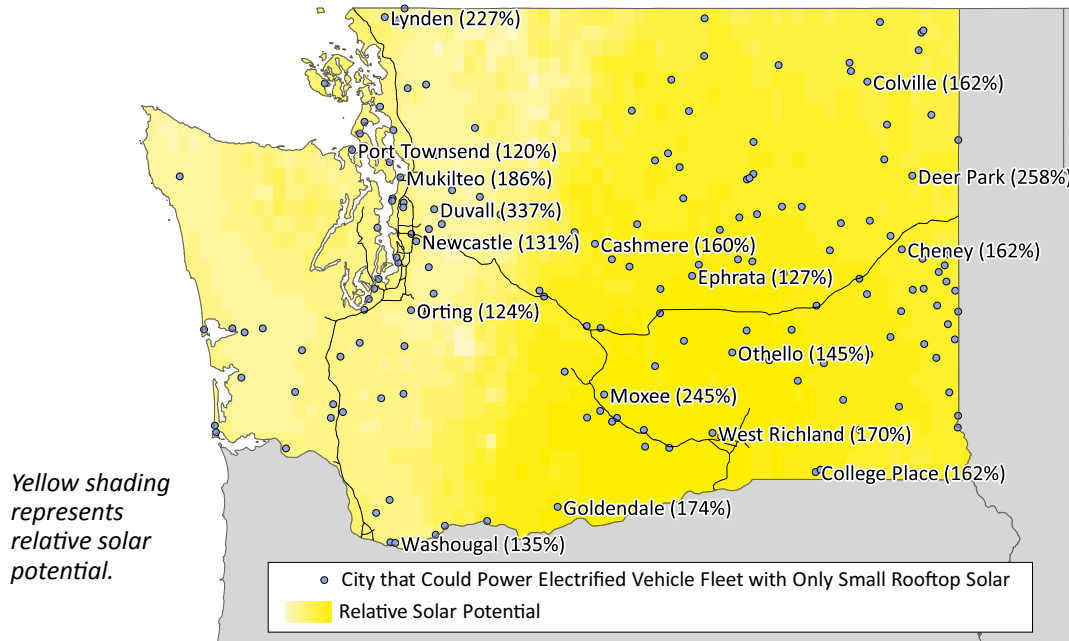 Lynden (227%)
Colville (162%)
Port Townsend (120%)
Mukilteo (186%)
Deer Park (258%)
Duvall (337%)
Newcastle (131%)
Cashmere (160%)
Cheney (162%)
Ephrata (127%)
Orting (124%)
Othello (145%)
Moxee (245%)
West Richland (170%)
College Place (162%)
Yellow shading
represents
relative solar
potential.
Goldendale (174%)
Washougal (135%)
City that Could Power Electrified Vehicle Fleet with Only Small Rooftop Solar
Relative Solar Potential